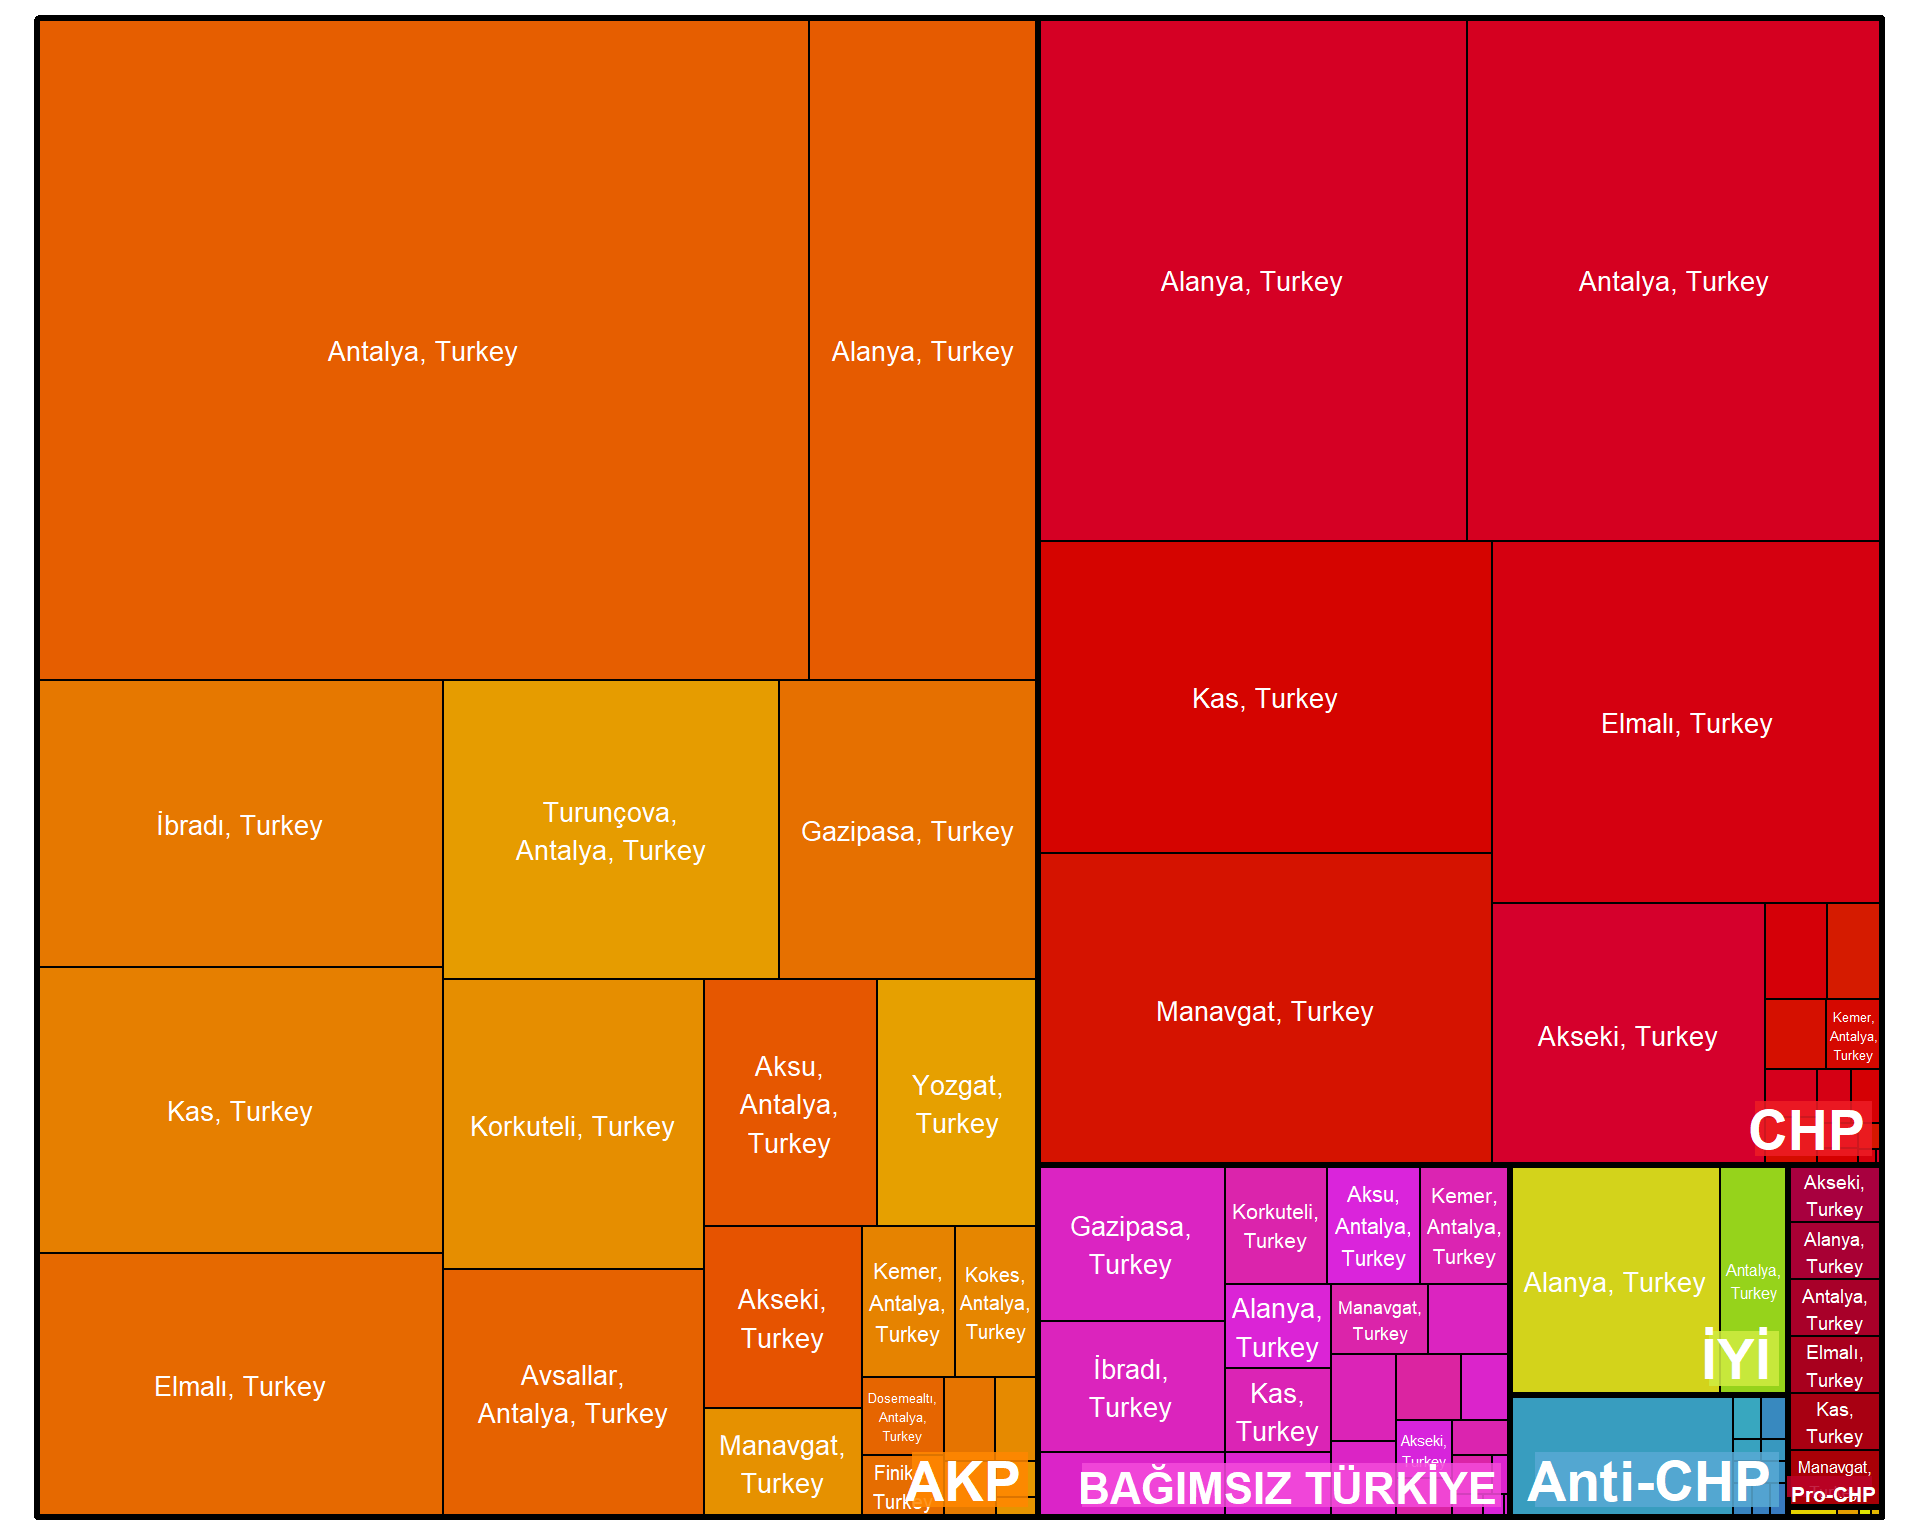 Antalya, Turkey
Alanya, Turkey
İbradı, Turkey
Turunçova,
Antalya, Turkey
Gazipasa, Turkey
Kas, Turkey
Korkuteli, Turkey
Aksu,
Antalya,
Turkey
Yozgat,
Turkey
Elmalı, Turkey
Avsallar,
Antalya, Turkey
Akseki,
Turkey
Kemer,
Antalya,
Turkey
Kokes,
Antalya,
Turkey
Manavgat,
Turkey
Dosemealtı,
Antalya,
Turkey
Turkey
AKP
Alanya, Turkey
Antalya, Turkey
Kas, Turkey
Elmalı, Turkey
Manavgat, Turkey
Akseki, Turkey
Kemer,
Antalya,
Turkey
CHP
Gazipasa,
Turkey
Korkuteli,
Turkey
Aksu,
Antalya,
Turkey
Kemer,
Antalya,
Turkey
Alanya,
Turkey
Manavgat,
Turkey
İbradı,
Turkey
Kas,
Turkey
Akseki,
Turkey
BAĞIMSIZ TÜRKİYE
Alanya, Turkey
Antalya,
Turkey
İYİ
Anti-CHP
Akseki,
Turkey
Alanya,
Turkey
Antalya,
Turkey
Elmalı,
Turkey
Kas,
Turkey
Manavgat,
Pro-CHP